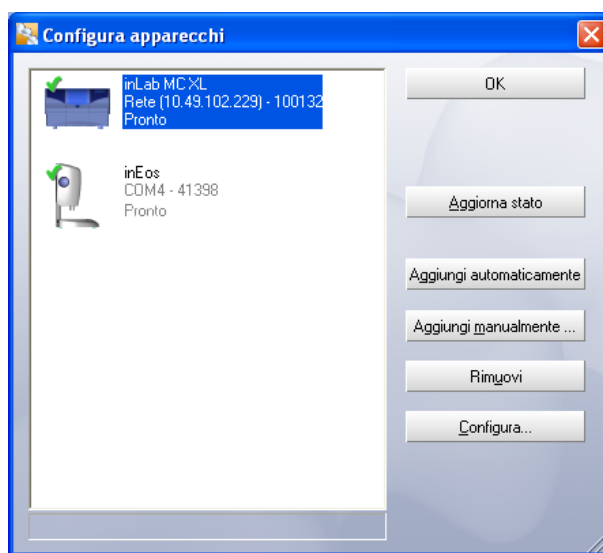 Configura apparecchi
inLab MC XL
Rete (10.49.102.229) - 100132
Pronto
inEos
COM4 - 41398
Pronto
OK
Aggiorna stato
Aggiungi automaticamente
Aggiungi manualmente ...
Rimuovi
Configura...